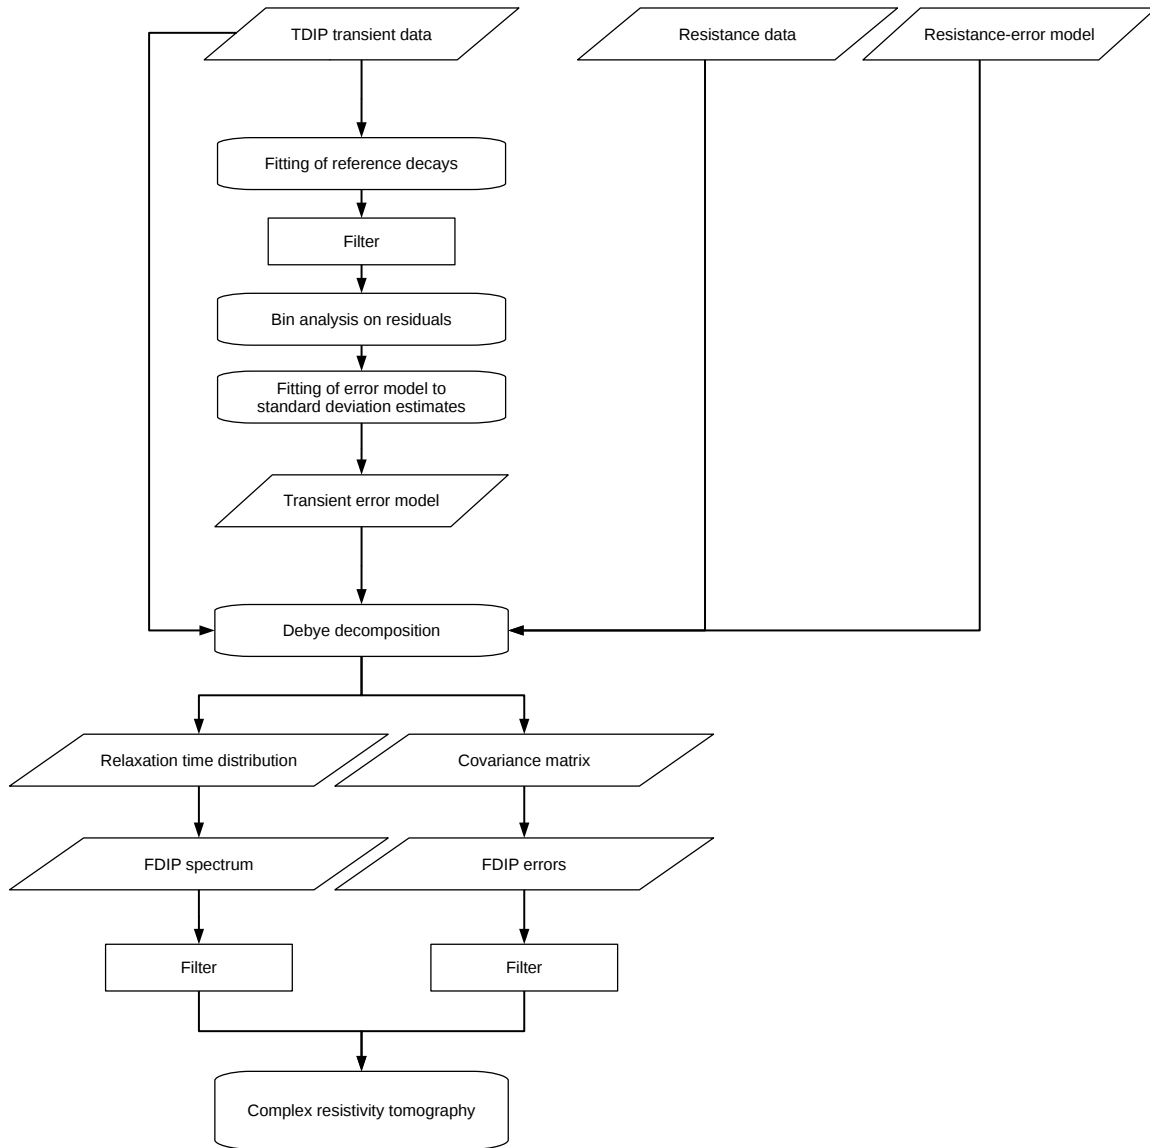 TDIP transient data
Resistance data
Resistance-error model
Fitting of reference decays
Filter
Bin analysis on residuals
Fitting of error model to
standard deviation estimates
Transient error model
Debye decomposition
Relaxation time distribution
Covariance matrix
FDIP spectrum
FDIP errors
Filter
Filter
Complex resistivity tomography